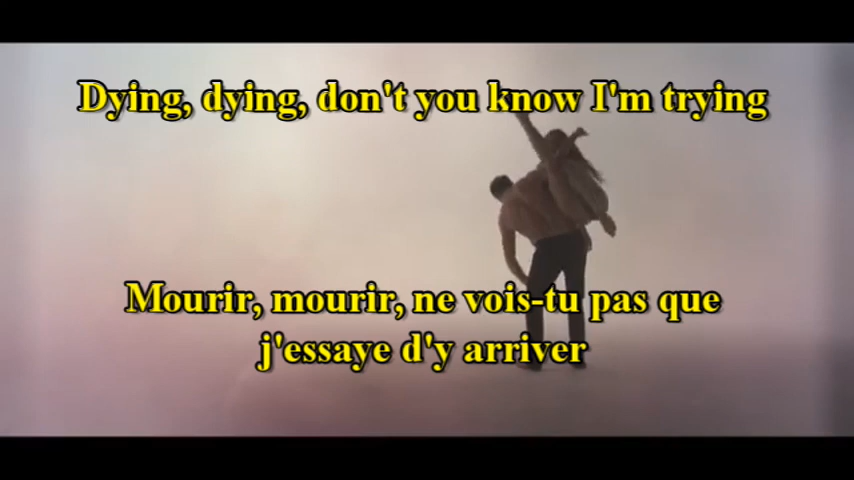 Dying, dying, don't you know I'm trying
Mourir, mourir, ne vois-tu pas que
j'essaye d'y arriver